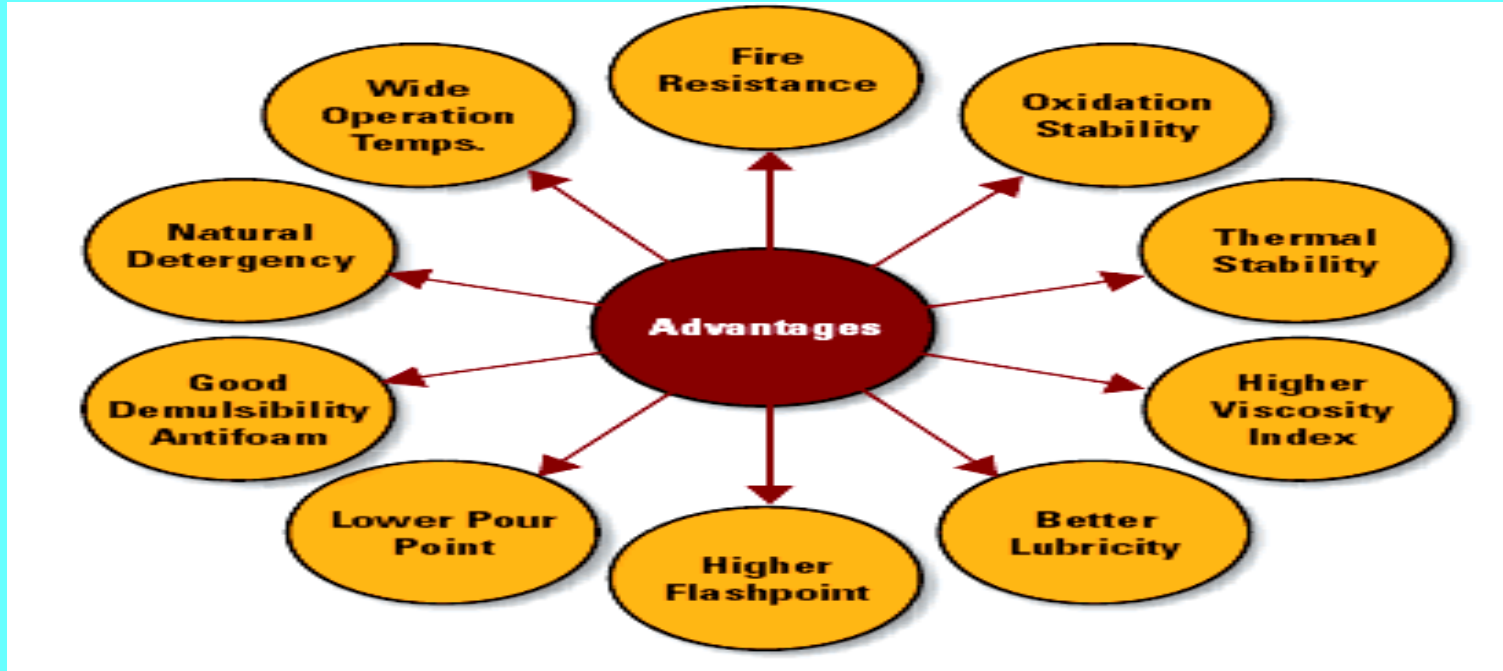 Fire
Resistance
Oxidation
Stability
Thermal
Stability
Higher
Viscosity
Index
Better
Lubricity
Higher
Flashpoint
Lower Pour
Point
Good
Demulsibility
Antifoam
Natural
Detergency
Wide
Operation
Temps.
Advantages